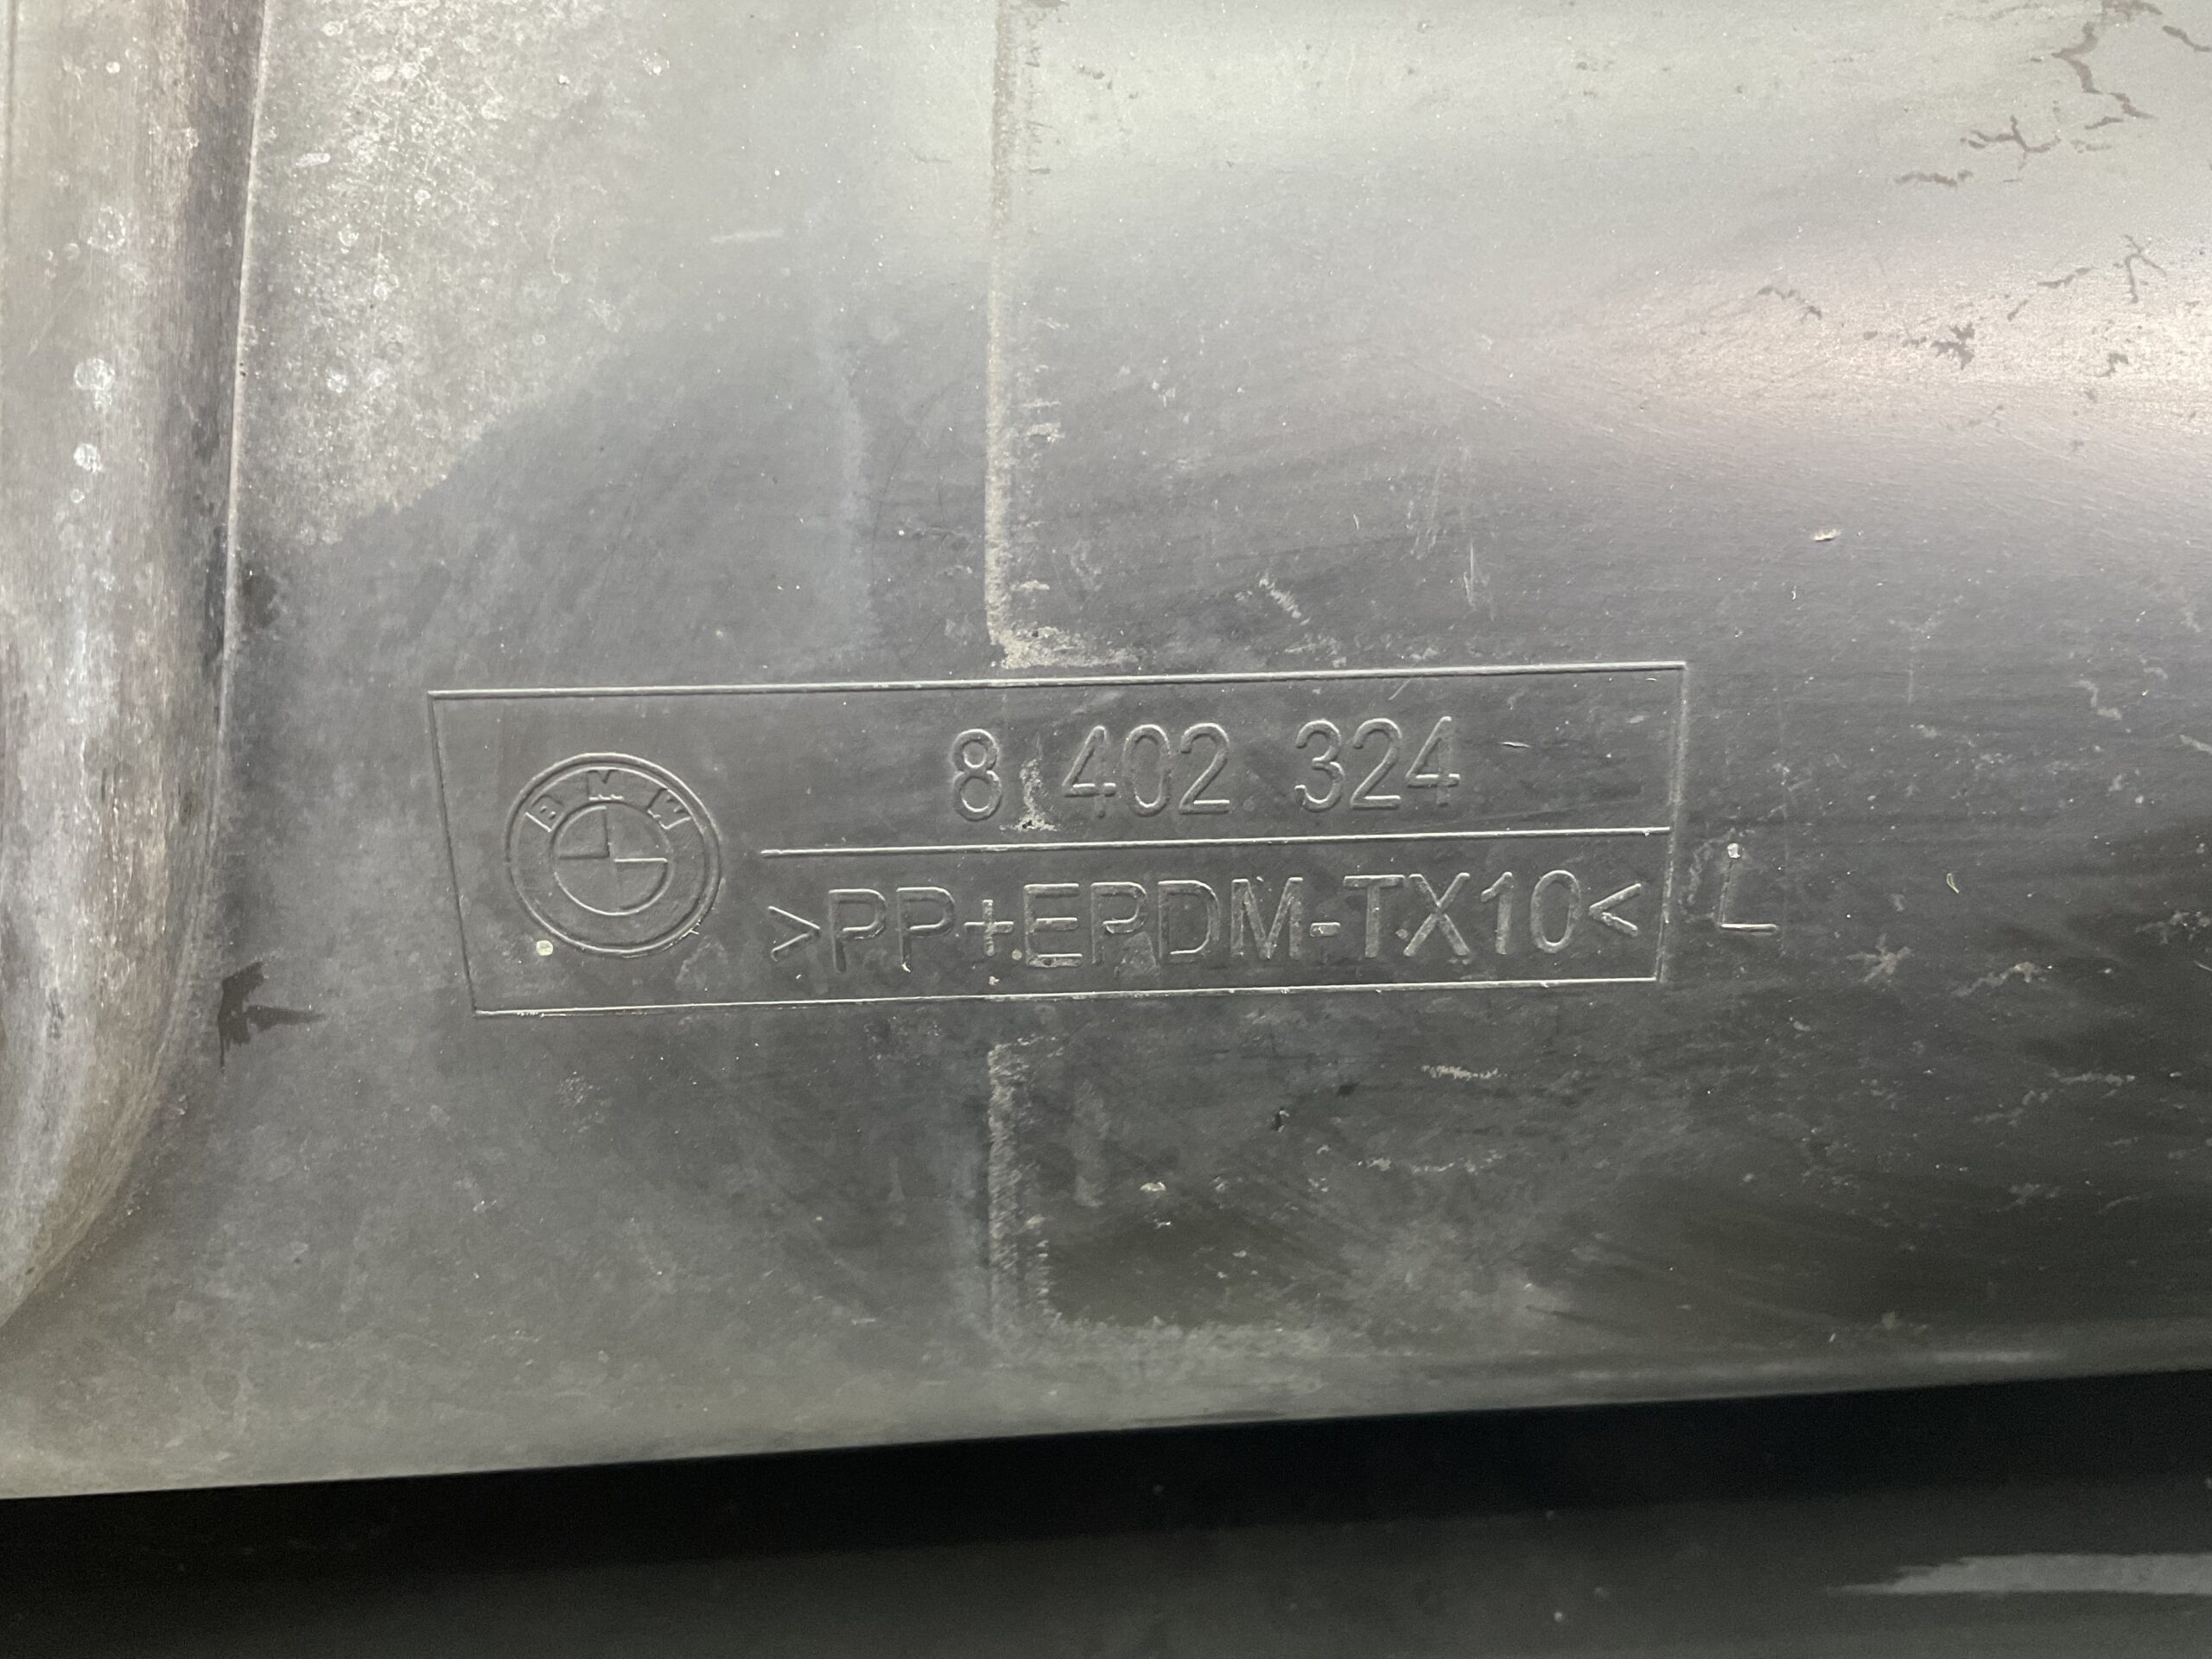 BMW
8 402 324
>PP+EPDM-TX10<
L